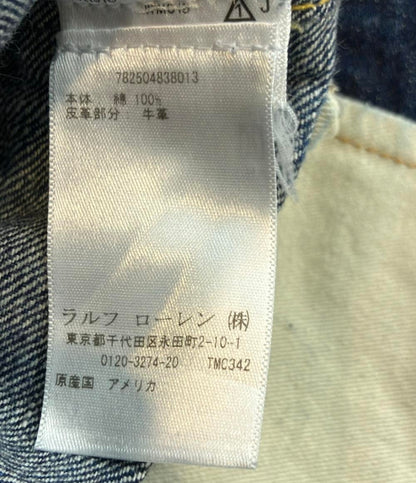 J
782504838013
本体 綿 100%
皮革部分: 牛革
ラルフ ローレン (株)
東京都千代田区永田町2-10-1
0120-3274-20 TMC342
原産国 アメリカ